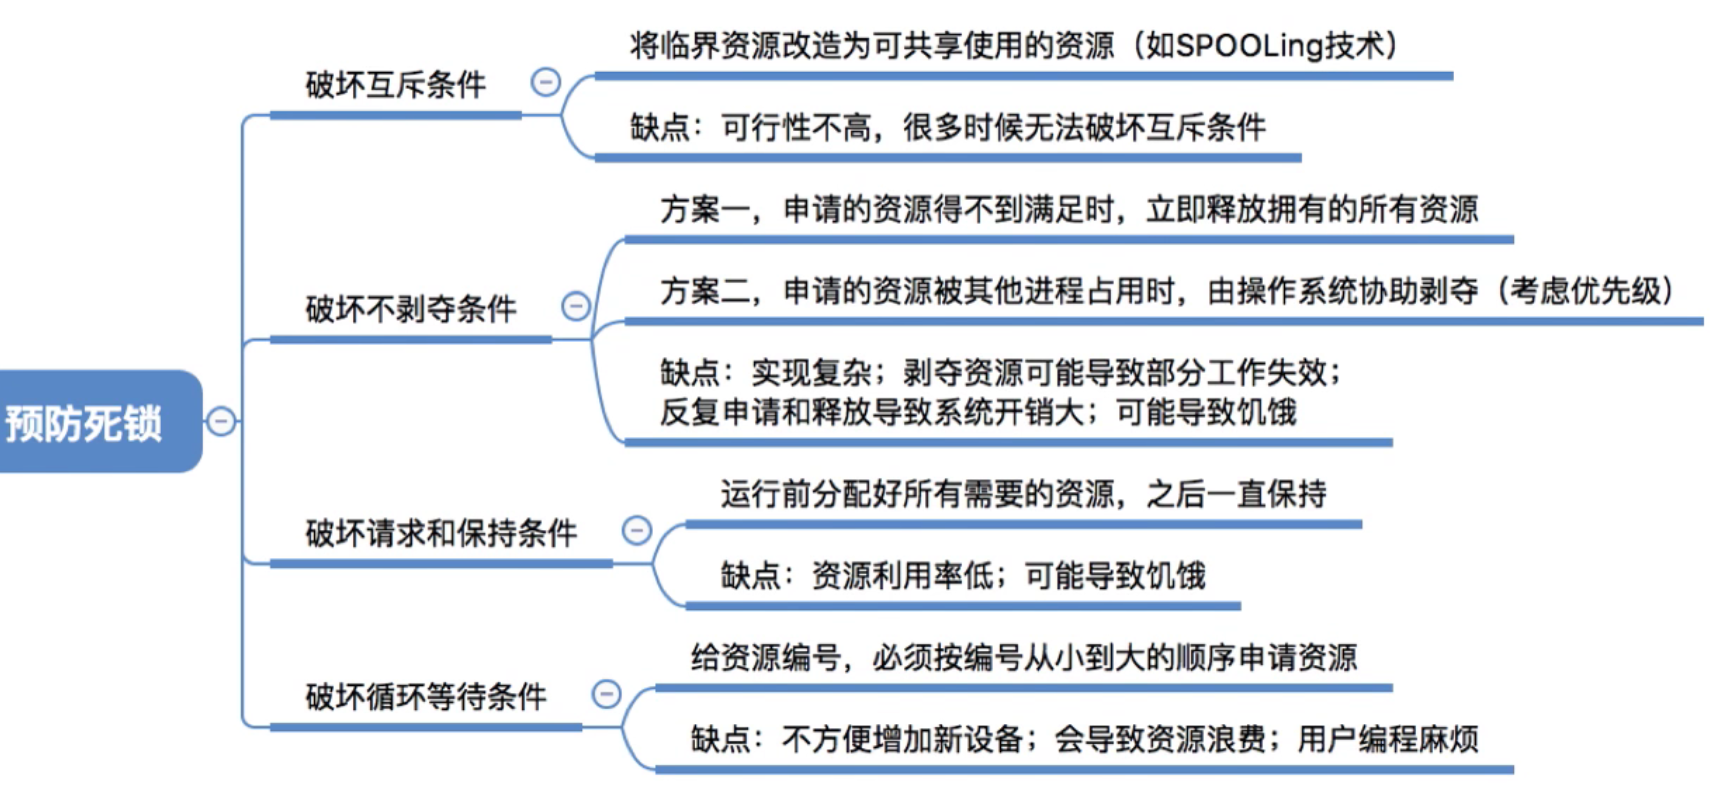 预防死锁
破坏互斥条件
将临界资源改造为可共享使用的资源（如SPOOLing技术）
缺点：可行性不高，很多时候无法破坏互斥条件
破坏不剥夺条件
方案一，申请的资源得不到满足时，立即释放拥有的所有资源
方案二，申请的资源被其他进程占用时，由操作系统协助剥夺（考虑优先级）
缺点：实现复杂；剥夺资源可能导致部分工作失效；
反复申请和释放导致系统开销大；可能导致饥饿
破坏请求和保持条件
运行前分配好所有需要的资源，之后一直保持
缺点：资源利用率低；可能导致饥饿
破坏循环等待条件
给资源编号，必须按编号从小到大的顺序申请资源
缺点：不方便增加新设备；会导致资源浪费；用户编程麻烦